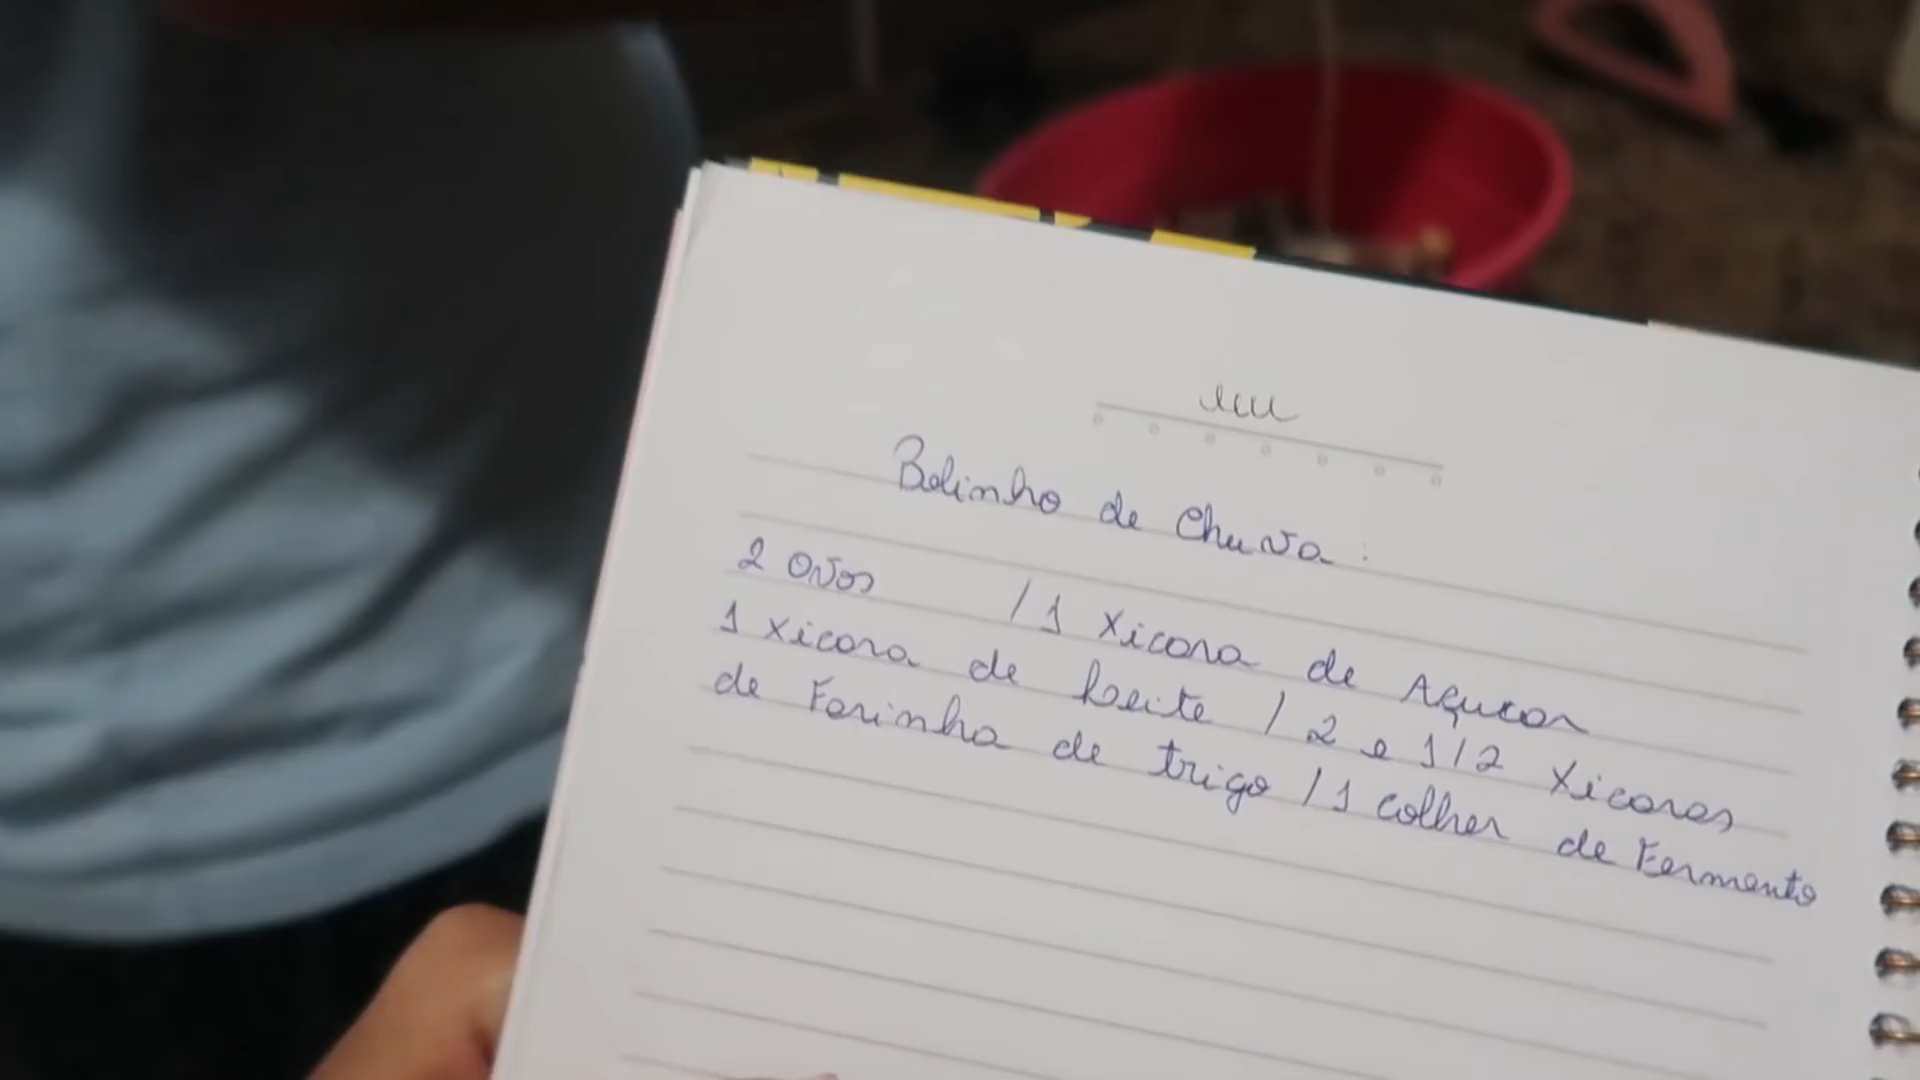 Bolinho de Chuva:
2 ovos / 1 Xicara de Açucar
1 xicara de Leite / 2 e 1/2 Xicaras
de Farinha de trigo / 1 colher de Fermento